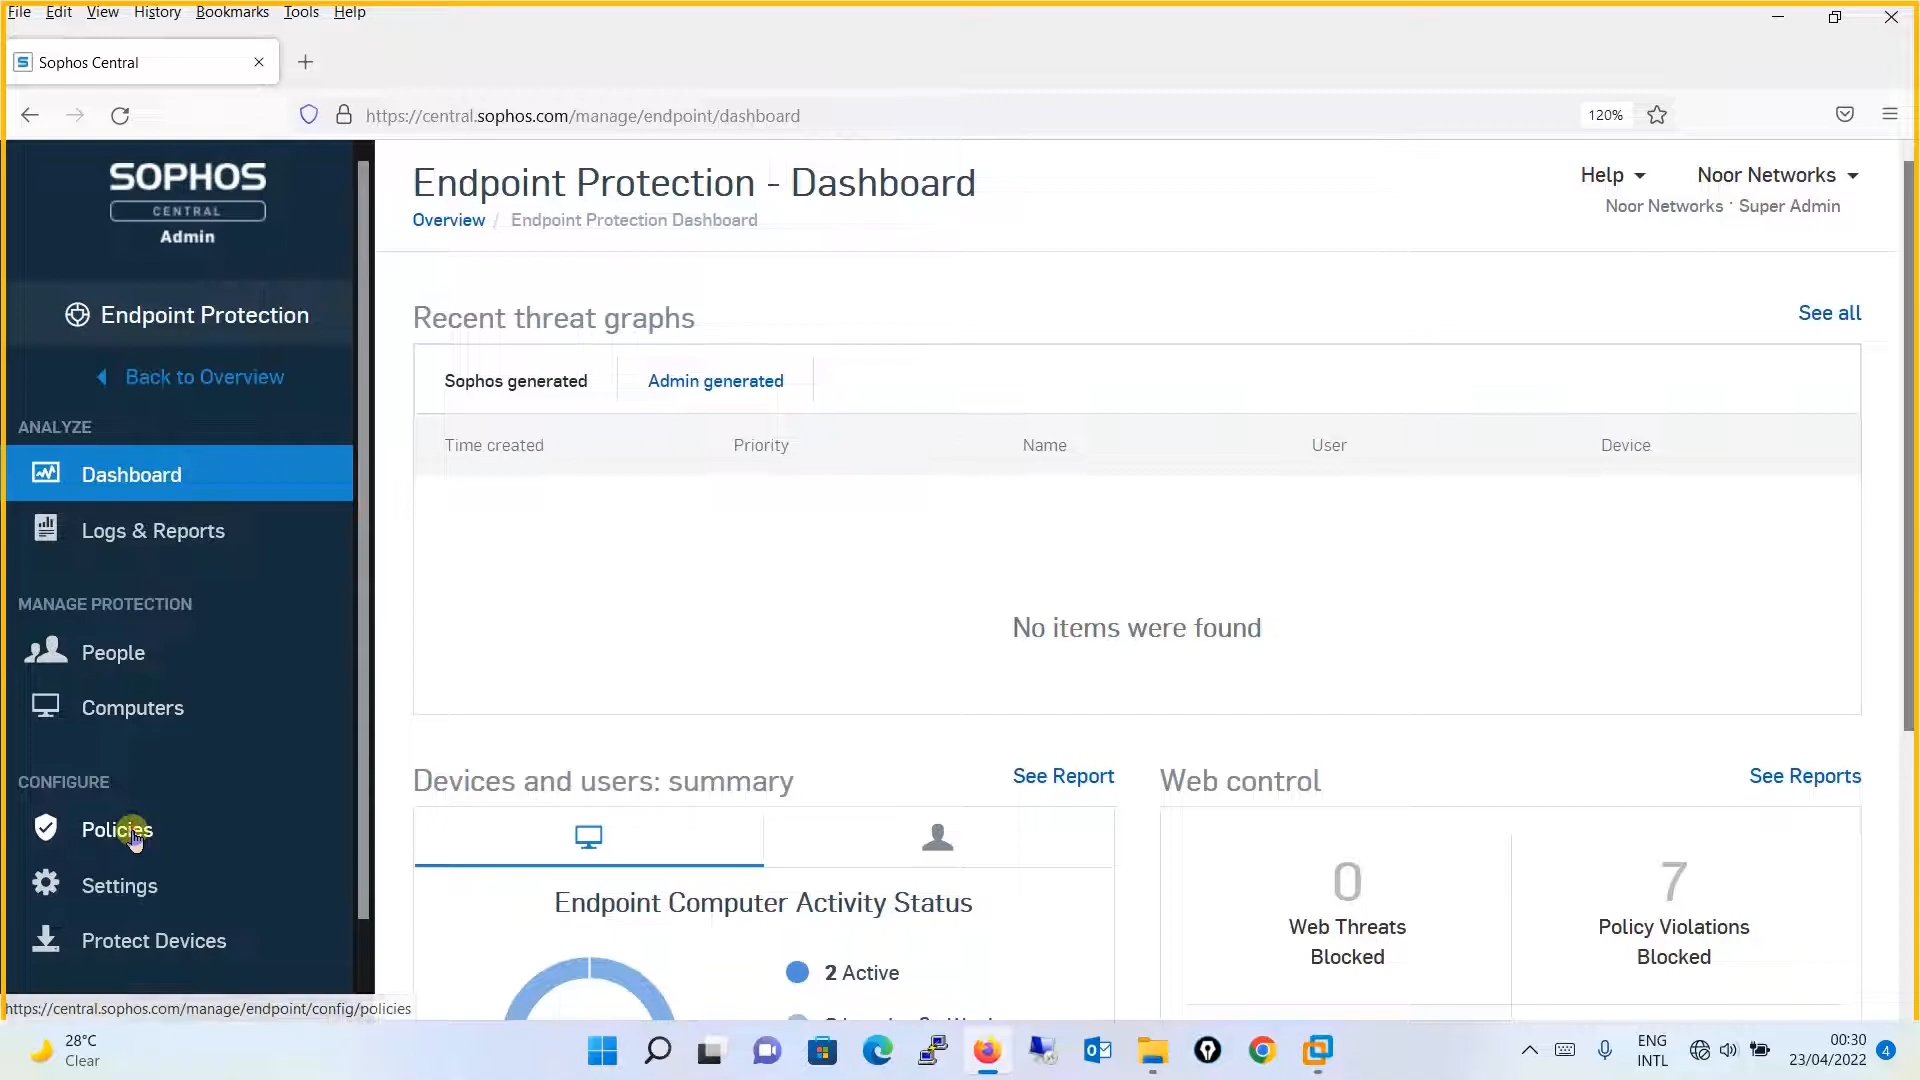 File Edit View History Bookmarks Tools Help
Sophos Central
https://central.sophos.com/manage/endpoint/dashboard
120%
SOPHOS
CENTRAL
Admin
Endpoint Protection
Back to Overview
ANALYZE
Dashboard
Logs & Reports
MANAGE PROTECTION
People
Computers
CONFIGURE
Policies
Settings
Protect Devices
https://central.sophos.com/manage/endpoint/config/policies
Endpoint Protection - Dashboard
Overview / Endpoint Protection Dashboard
Help
Noor Networks
Noor Networks · Super Admin
Recent threat graphs
See all
Sophos generated
Admin generated
Time created Priority Name User Device
No items were found
Devices and users: summary
See Report
Endpoint Computer Activity Status
2 Active
Web control
See Reports
0
Web Threats
Blocked
7
Policy Violations
Blocked
28°C
Clear
ENG
INTL
00:30
23/04/2022
4